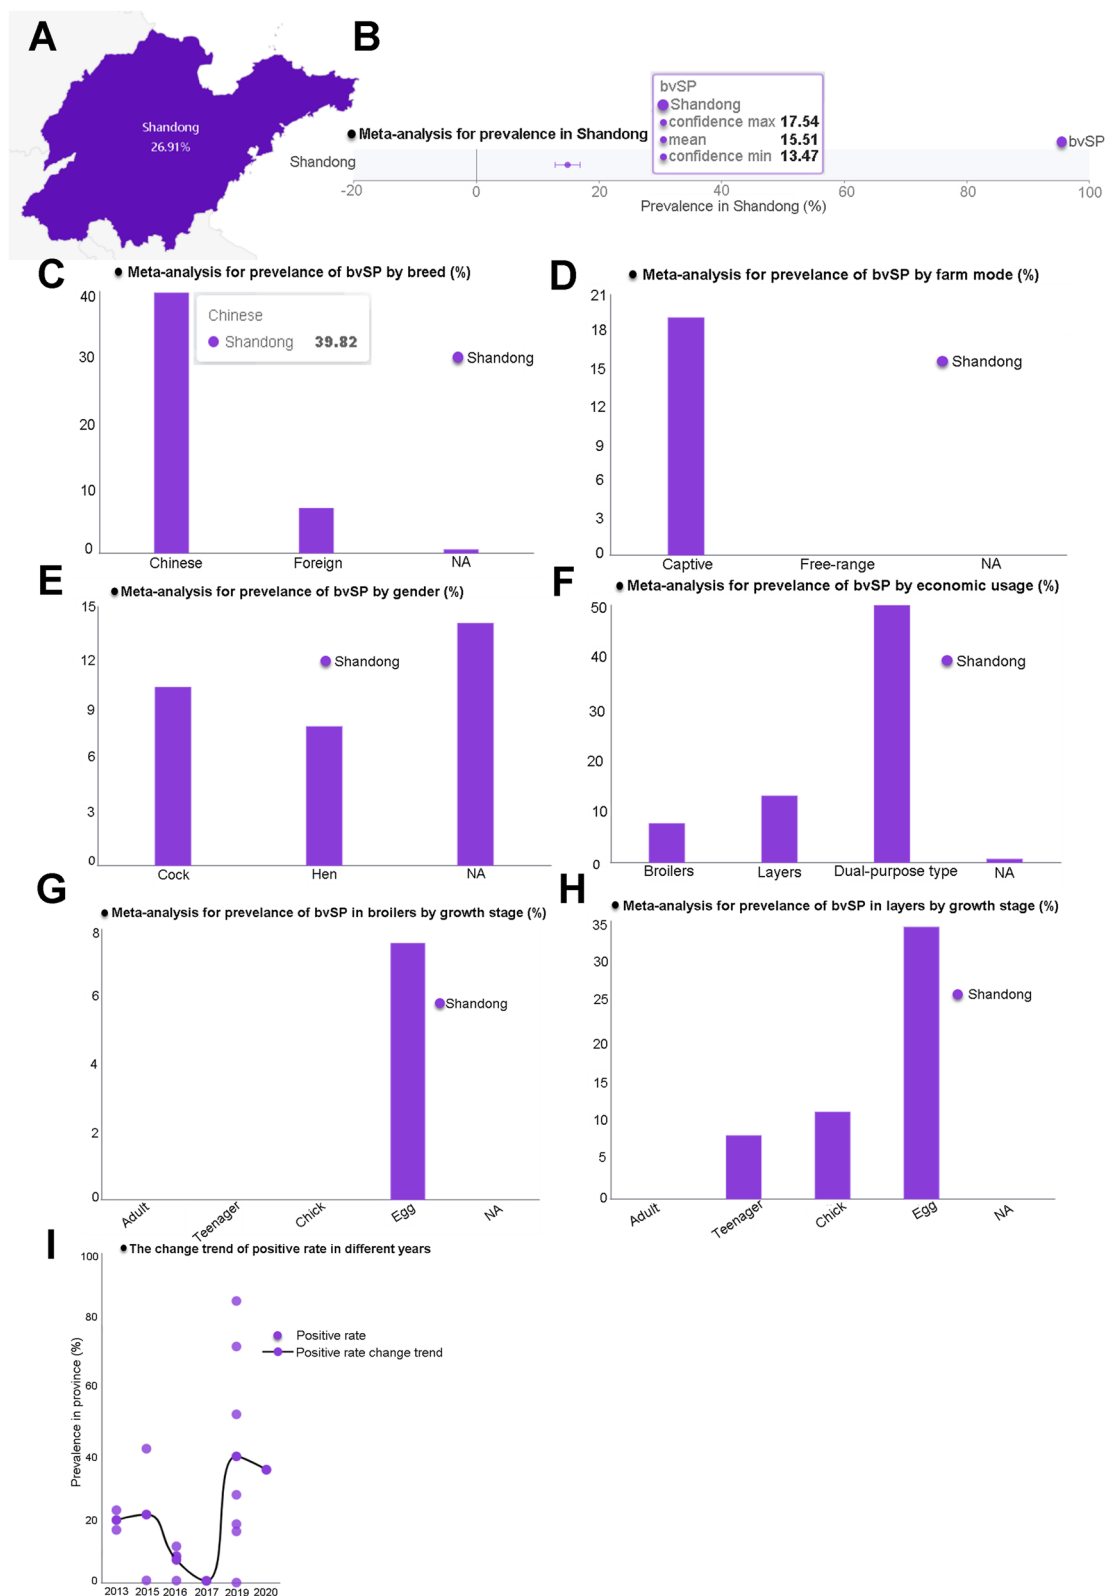 A
Shandong
26.91%
B
bvSP
Shandong
confidence max 17.54
mean 15.51
confidence min 13.47
Meta-analysis for prevalence in Shandong
bvSP
Shandong
-20 0 20 40 60 80 100
Prevalence in Shandong (%)
C
Meta-analysis for prevelance of bvSP by breed (%)
40
30
20
10
0
Chinese
Shandong 39.82
Shandong
Chinese Foreign NA
D
Meta-analysis for prevelance of bvSP by farm mode (%)
21
18
15
12
9
6
3
0
Shandong
Captive Free-range NA
E
Meta-analysis for prevelance of bvSP by gender (%)
15
12
9
6
3
0
Shandong
Cock Hen NA
F
Meta-analysis for prevelance of bvSP by economic usage (%)
50
40
30
20
10
0
Shandong
Broilers Layers Dual-purpose type NA
G
Meta-analysis for prevelance of bvSP in broilers by growth stage (%)
8
6
4
2
0
Shandong
Adult Teenager Chick Egg NA
H
Meta-analysis for prevelance of bvSP in layers by growth stage (%)
35
30
25
20
15
10
5
0
Shandong
Adult Teenager Chick Egg NA
I
The change trend of positive rate in different years
100
80
60
40
20
0
Prevalence in province (%)
Positive rate
Positive rate change trend
2013 2015 2016 2017 2019 2020